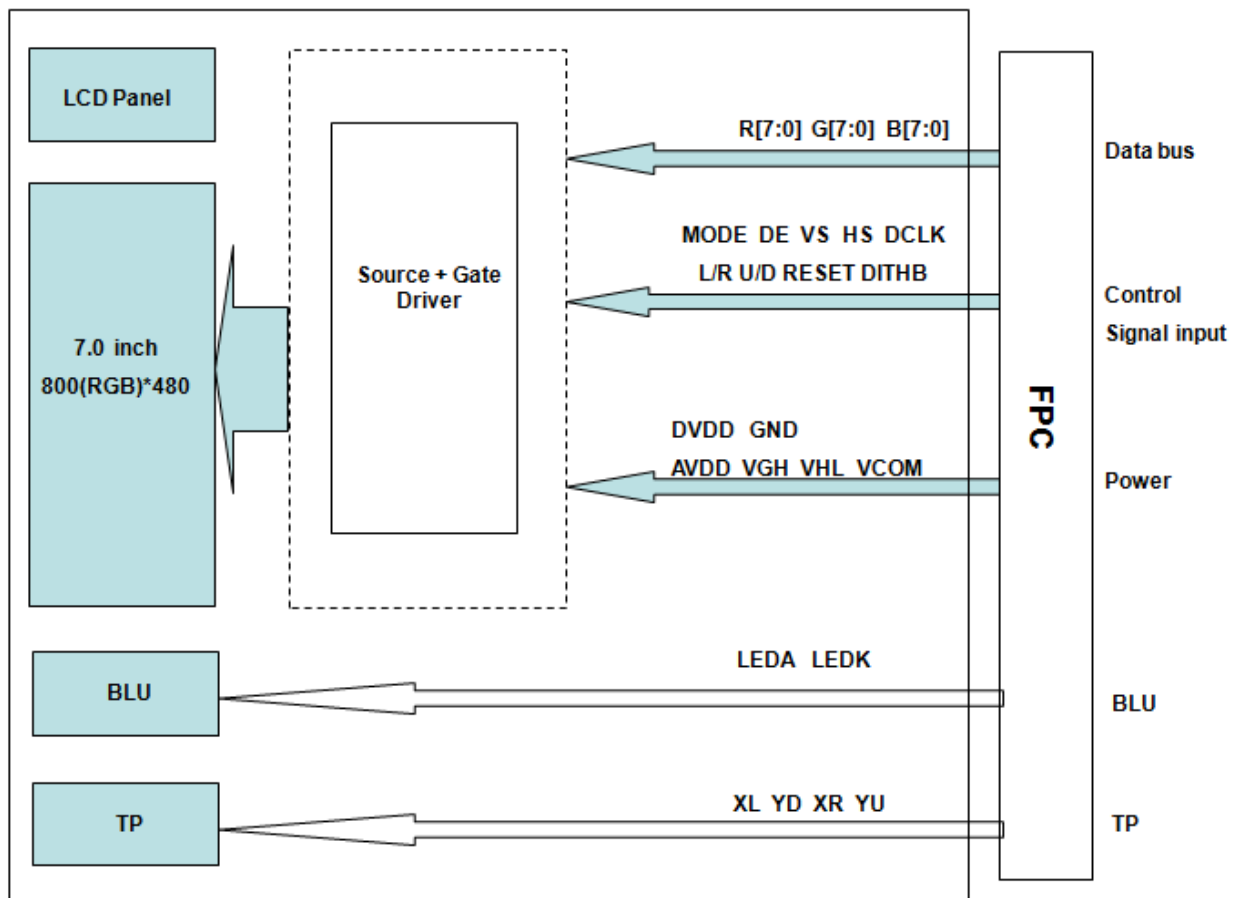 LCD Panel
R[7:0] G[7:0] B[7:0]
Data bus
MODE DE VS HS DCLK
L/R U/D RESET DITHB
Control
Signal input
Source + Gate
Driver
7.0 inch
800(RGB)*480
FPC
DVDD GND
AVDD VGH VHL VCOM
Power
LEDA LEDK
BLU
BLU
XL YD XR YU
TP
TP